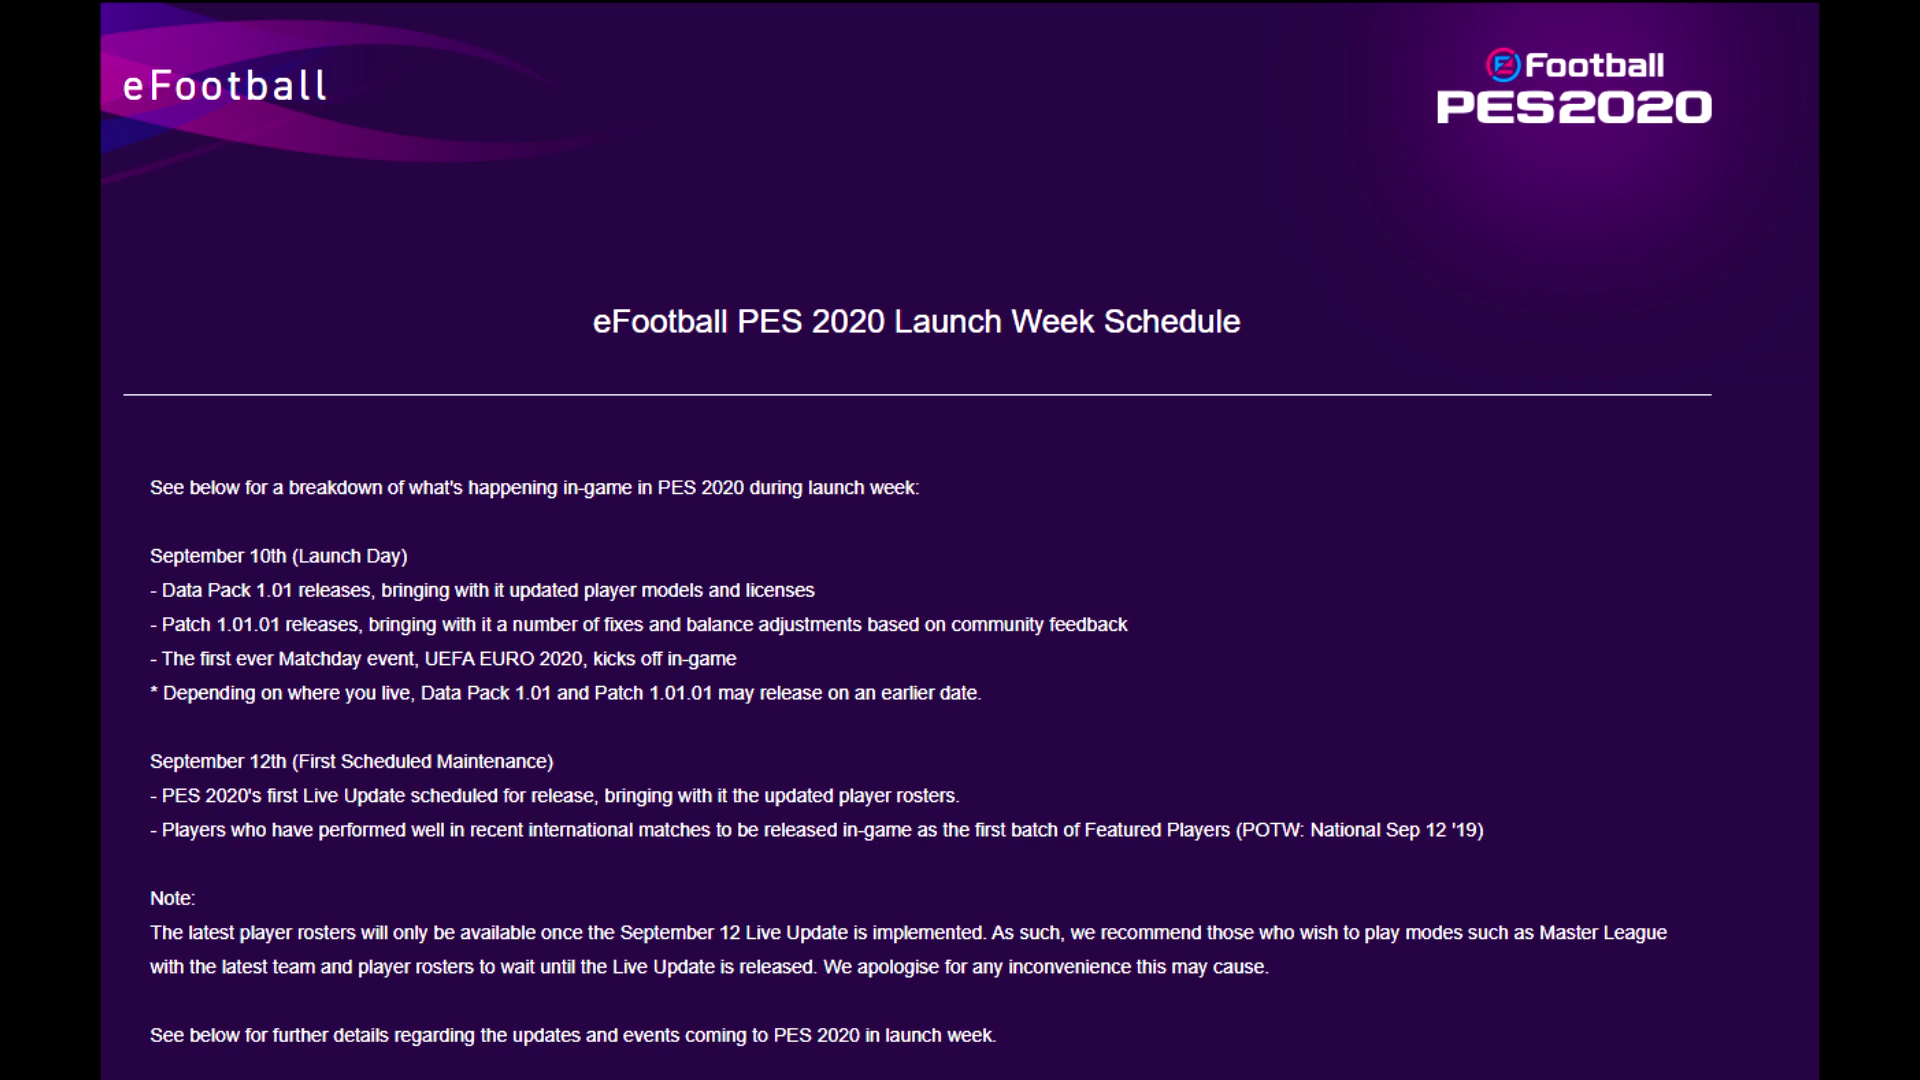 eFootball
eFootball
PES2020
eFootball PES 2020 Launch Week Schedule
See below for a breakdown of what's happening in-game in PES 2020 during launch week:
September 10th (Launch Day)
- Data Pack 1.01 releases, bringing with it updated player models and licenses
- Patch 1.01.01 releases, bringing with it a number of fixes and balance adjustments based on community feedback
- The first ever Matchday event, UEFA EURO 2020, kicks off in-game
* Depending on where you live, Data Pack 1.01 and Patch 1.01.01 may release on an earlier date.
September 12th (First Scheduled Maintenance)
- PES 2020's first Live Update scheduled for release, bringing with it the updated player rosters.
- Players who have performed well in recent international matches to be released in-game as the first batch of Featured Players (POTW: National Sep 12 '19)
Note:
The latest player rosters will only be available once the September 12 Live Update is implemented. As such, we recommend those who wish to play modes such as Master League
with the latest team and player rosters to wait until the Live Update is released. We apologise for any inconvenience this may cause.
See below for further details regarding the updates and events coming to PES 2020 in launch week.